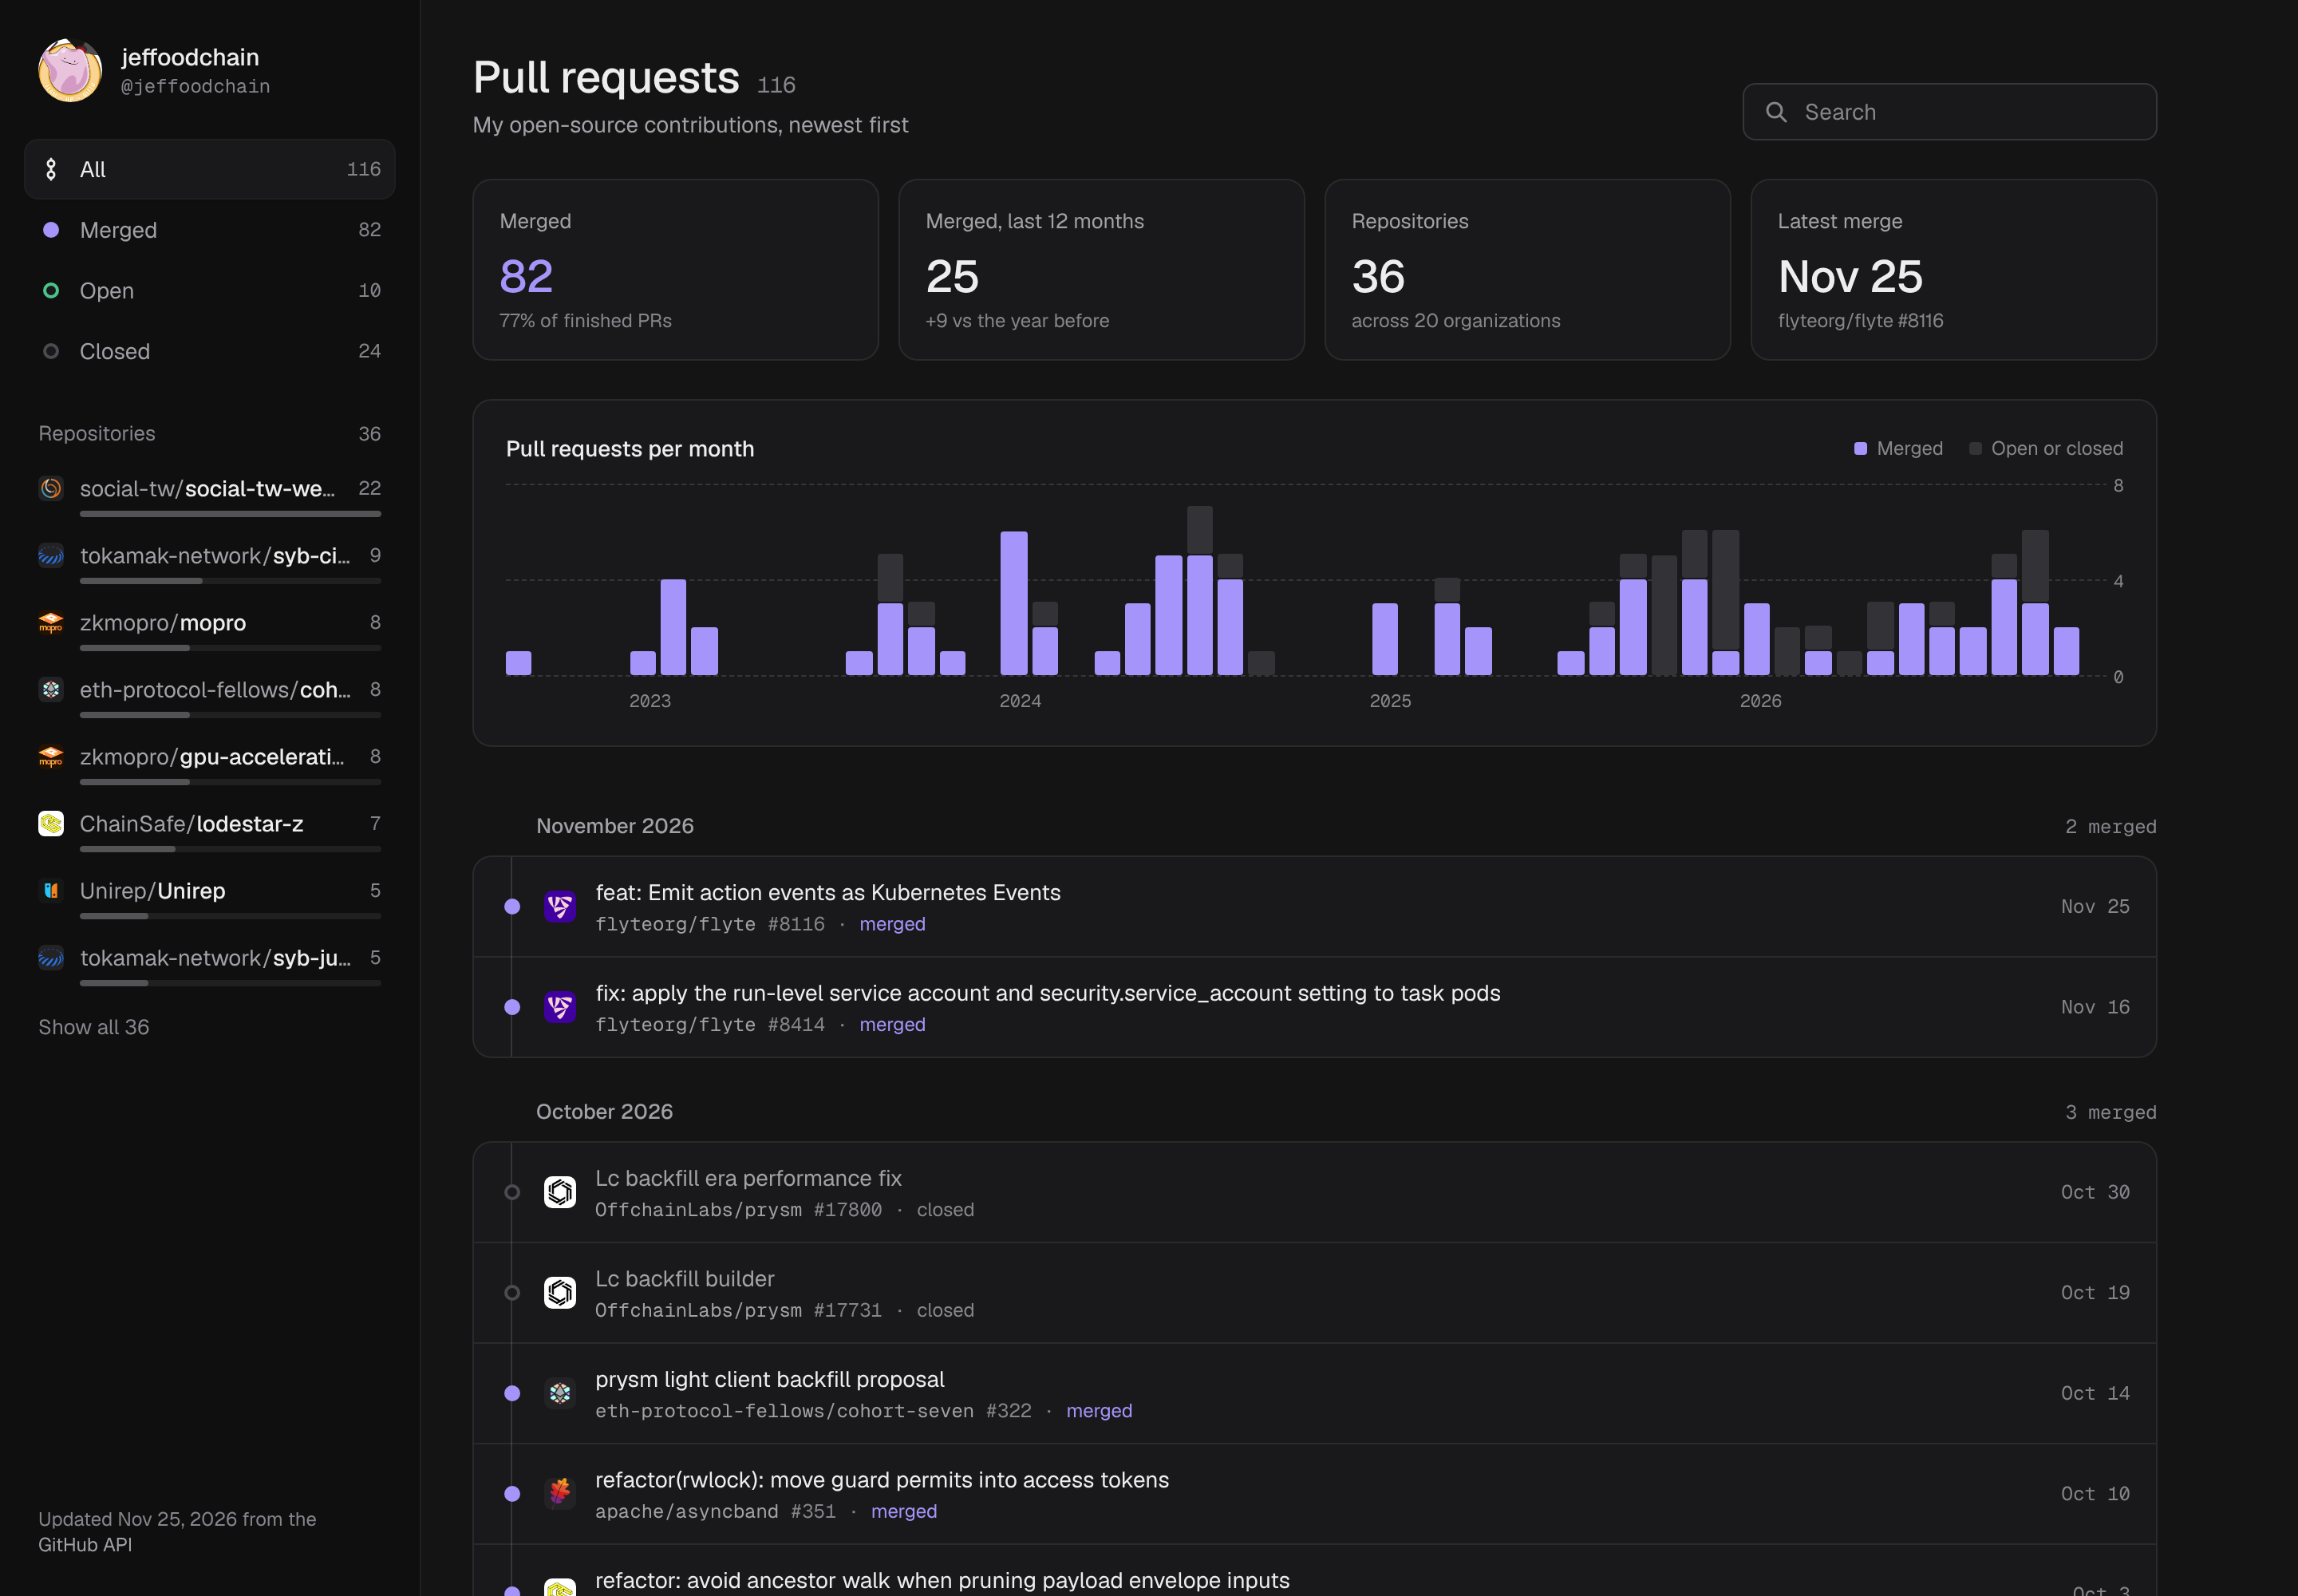 jeffoodchain
@jeffoodchain
All 116
Merged 82
Open 10
Closed 24
Repositories 36
social-tw/social-tw-we... 22
tokamak-network/syb-ci... 9
mopro
zkmopro/mopro 8
eth-protocol-fellows/coh... 8
mopro
zkmopro/gpu-accelerati... 8
ChainSafe/lodestar-z 7
Unirep/Unirep 5
tokamak-network/syb-ju... 5
Show all 36
Updated Nov 25, 2026 from the
GitHub API
Pull requests 116
My open-source contributions, newest first
Search
Merged
82
77% of finished PRs
Merged, last 12 months
25
+9 vs the year before
Repositories
36
across 20 organizations
Latest merge
Nov 25
flyteorg/flyte #8116
Pull requests per month
Merged Open or closed
8
4
0
2023 2024 2025 2026
November 2026 2 merged
feat: Emit action events as Kubernetes Events
flyteorg/flyte #8116 · merged
Nov 25
fix: apply the run-level service account and security.service_account setting to task pods
flyteorg/flyte #8414 · merged
Nov 16
October 2026 3 merged
Lc backfill era performance fix
OffchainLabs/prysm #17800 · closed
Oct 30
Lc backfill builder
OffchainLabs/prysm #17731 · closed
Oct 19
prysm light client backfill proposal
eth-protocol-fellows/cohort-seven #322 · merged
Oct 14
refactor(rwlock): move guard permits into access tokens
apache/asyncband #351 · merged
Oct 10
refactor: avoid ancestor walk when pruning payload envelope inputs
Oct 3